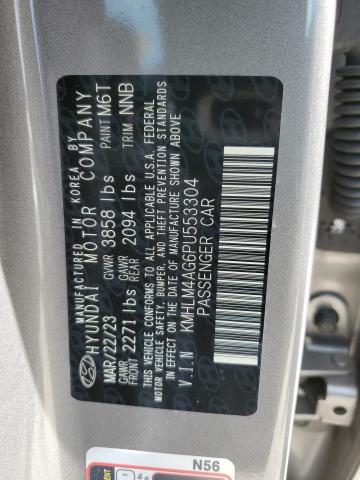 MANUFACTURED IN KOREA BY
HYUNDAI MOTOR COMPANY
MAR/22/23 GVWR 3858 lbs PAINT M6T
GAWR FRONT 2271 lbs GAWR REAR 2094 lbs TRIM NNB
THIS VEHICLE CONFORMS TO ALL APPLICABLE U.S.A. FEDERAL
MOTOR VEHICLE SAFETY, BUMPER, AND THEFT PREVENTION STANDARDS
IN EFFECT ON THE DATE OF MANUFACTURE SHOWN ABOVE
V.I.N KMHLM4AG6PU553304
PASSENGER CAR
N56